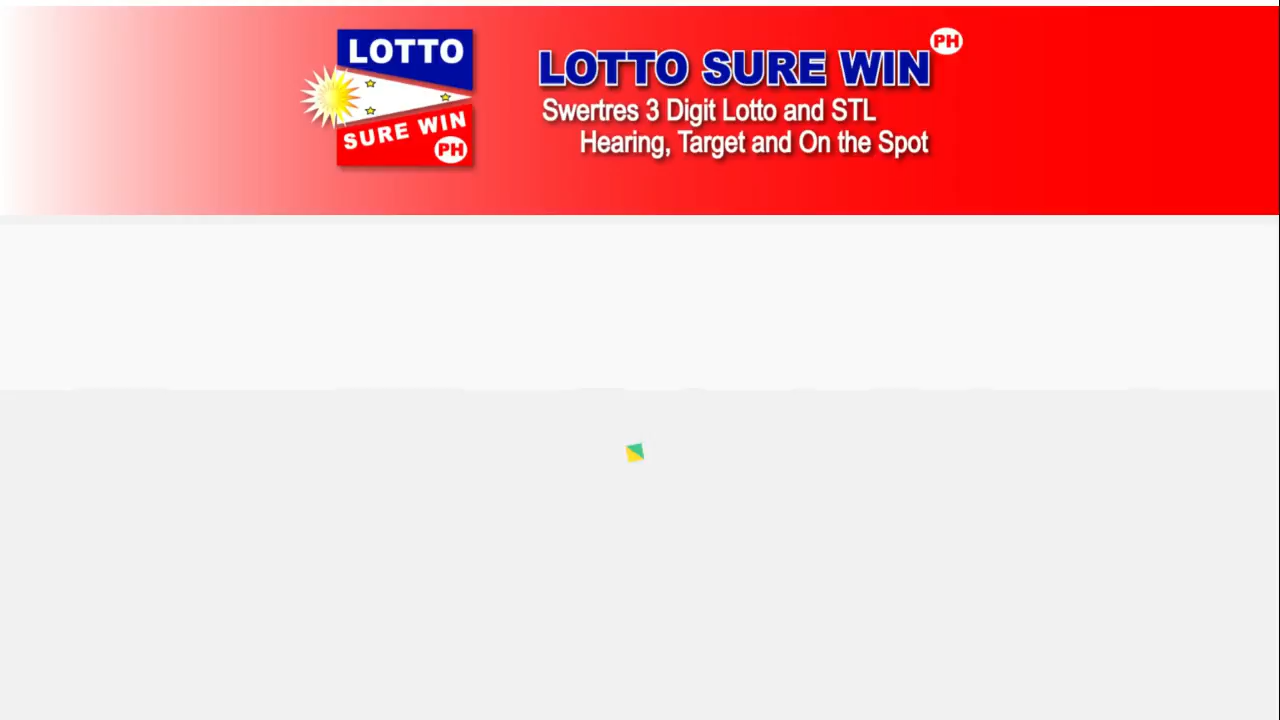 LOTTO
SURE WIN
PH
LOTTO SURE WIN PH
Swertres 3 Digit Lotto and STL
Hearing, Target and On the Spot